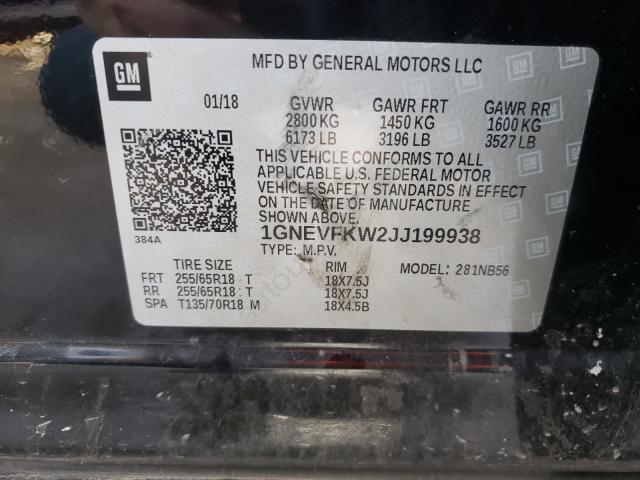 GM
MFD BY GENERAL MOTORS LLC
01/18 GVWR GAWR FRT GAWR RR
2800 KG 1450 KG 1600 KG
6173 LB 3196 LB 3527 LB
THIS VEHICLE CONFORMS TO ALL
APPLICABLE U.S. FEDERAL MOTOR
VEHICLE SAFETY STANDARDS IN EFFECT
ON THE DATE OF MANUFACTURE
SHOWN ABOVE.
384A
1GNEVFKW2JJ199938
TYPE: M.P.V.
TIRE SIZE RIM MODEL: 281NB56
FRT 255/65R18 T 18X7.5J
RR 255/65R18 T 18X7.5J
SPA T135/70R18 M 18X4.5B